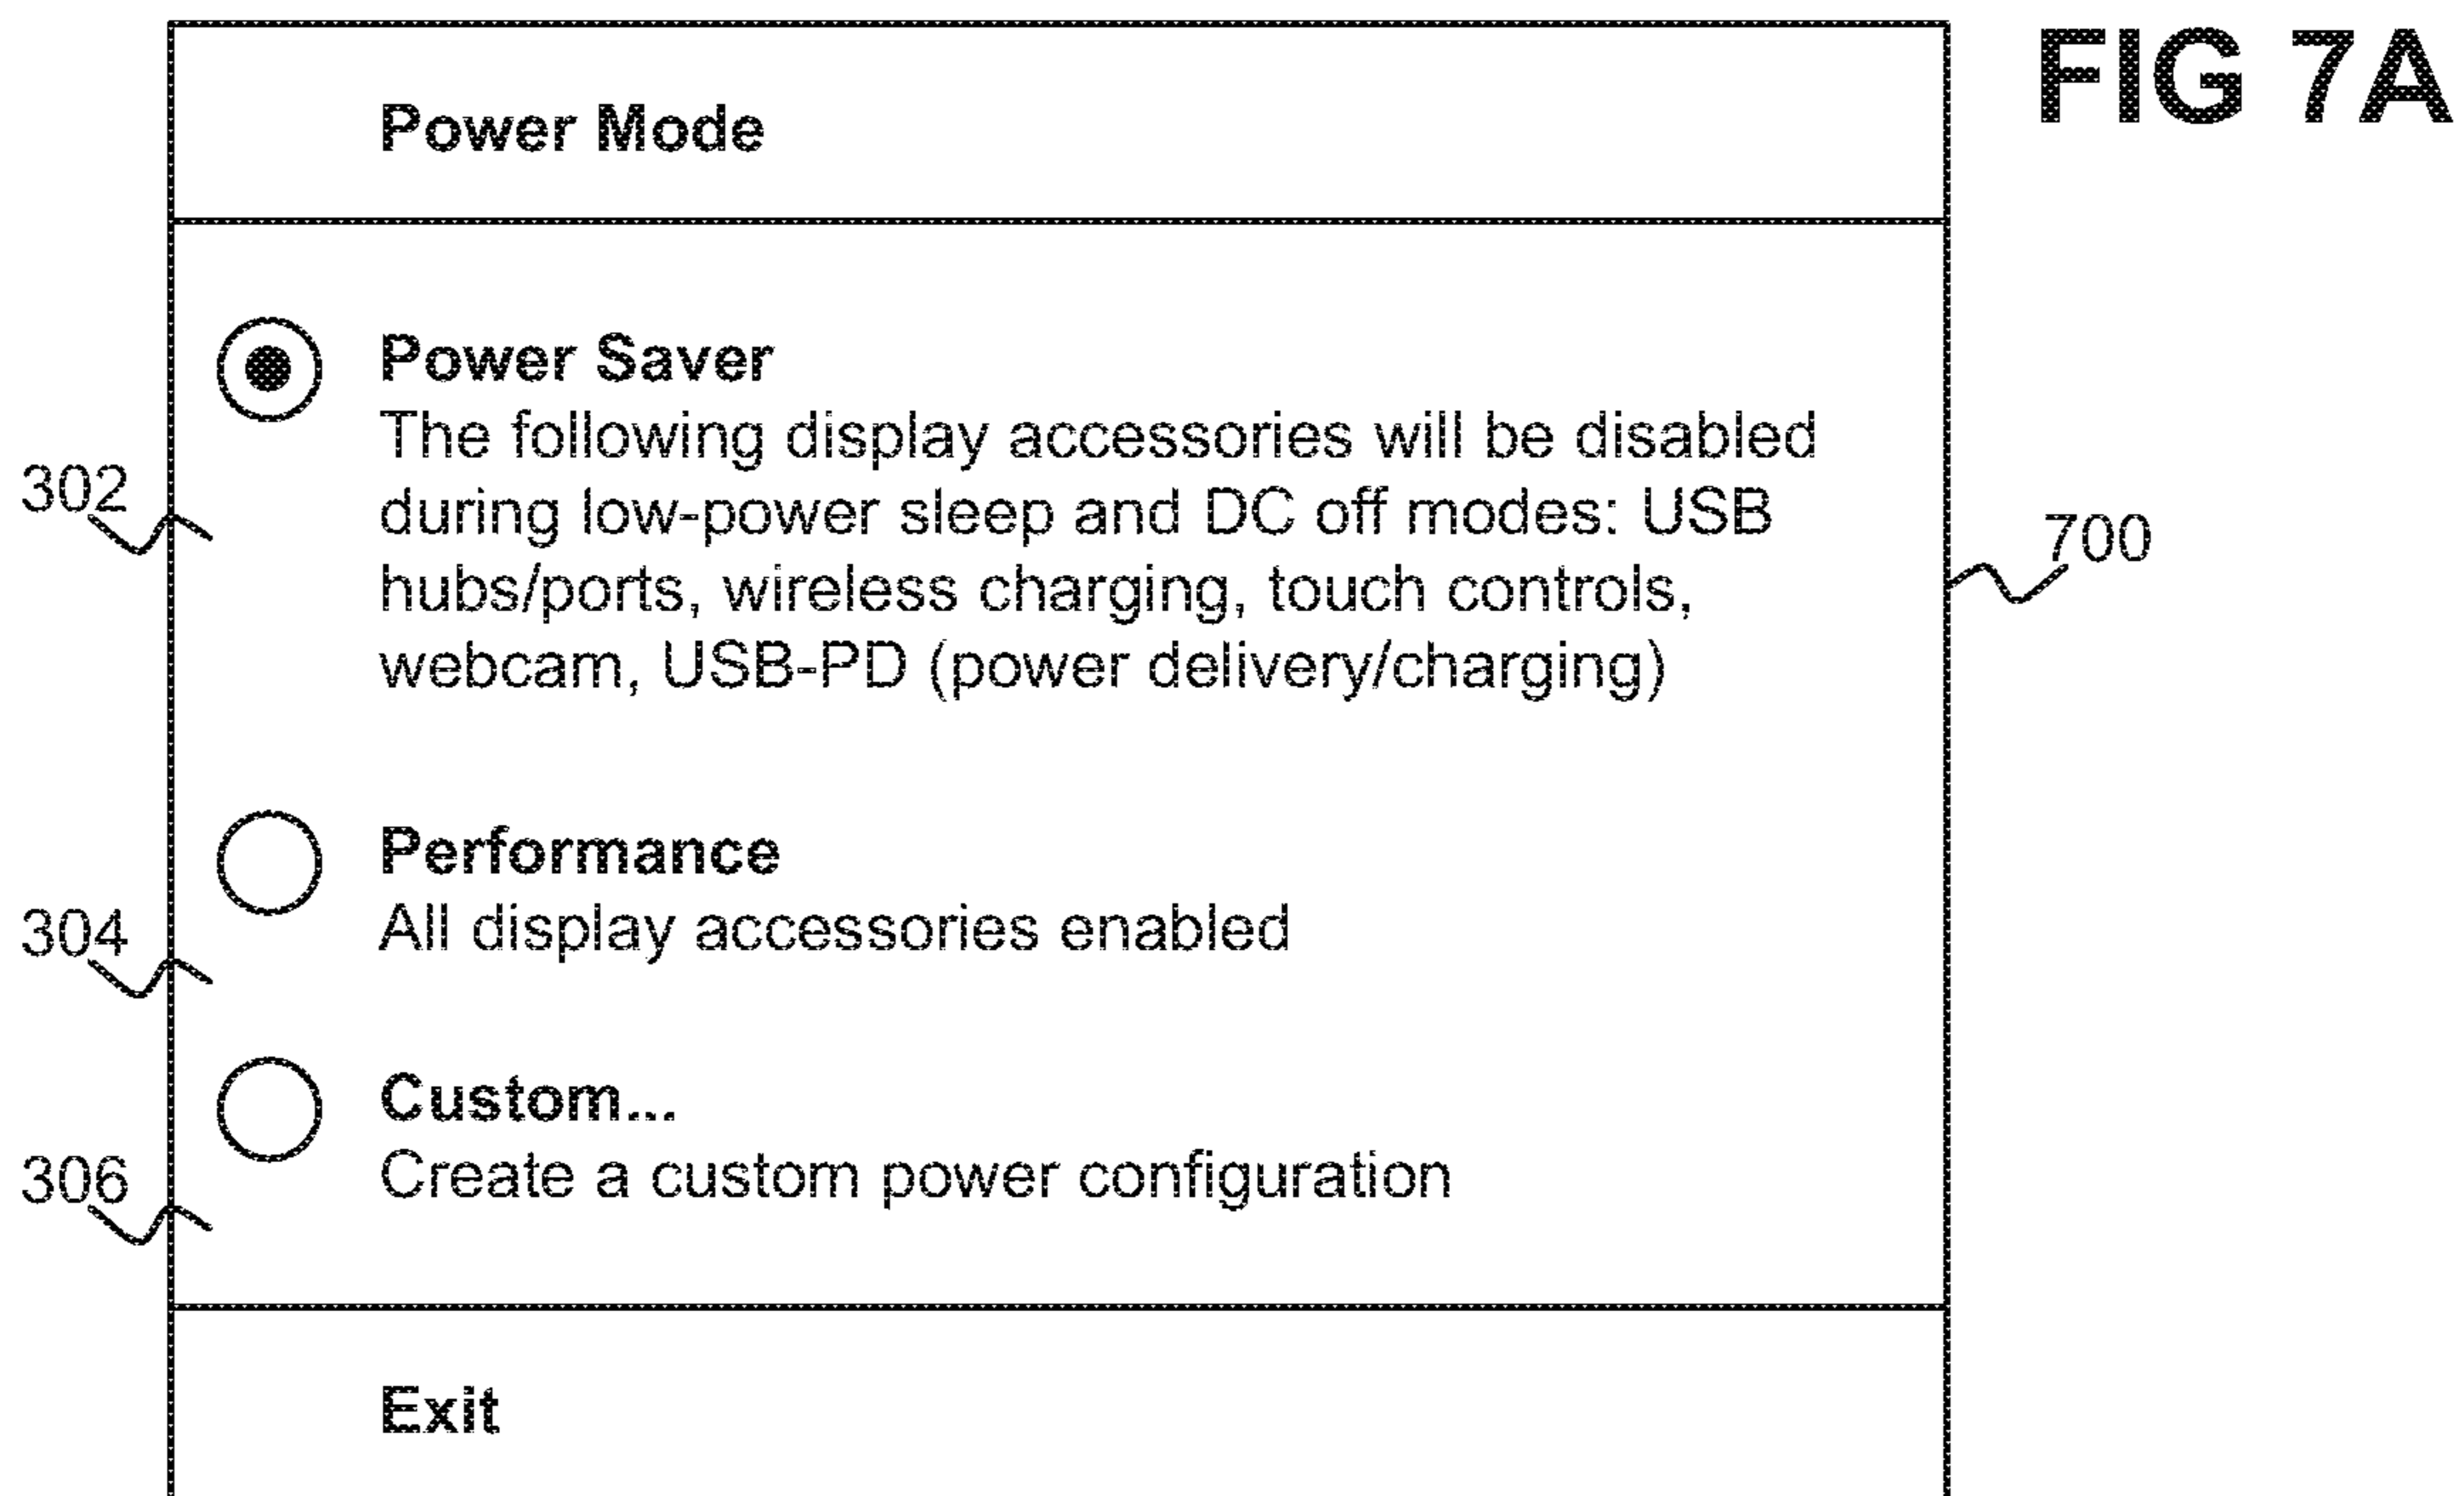 FIG 7A
Power Mode
Power Saver
The following display accessories will be disabled
during low-power sleep and DC off modes: USB
hubs/ports, wireless charging, touch controls,
webcam, USB-PD (power delivery/charging)
302
700
Performance
All display accessories enabled
304
Custom...
Create a custom power configuration
306
Exit